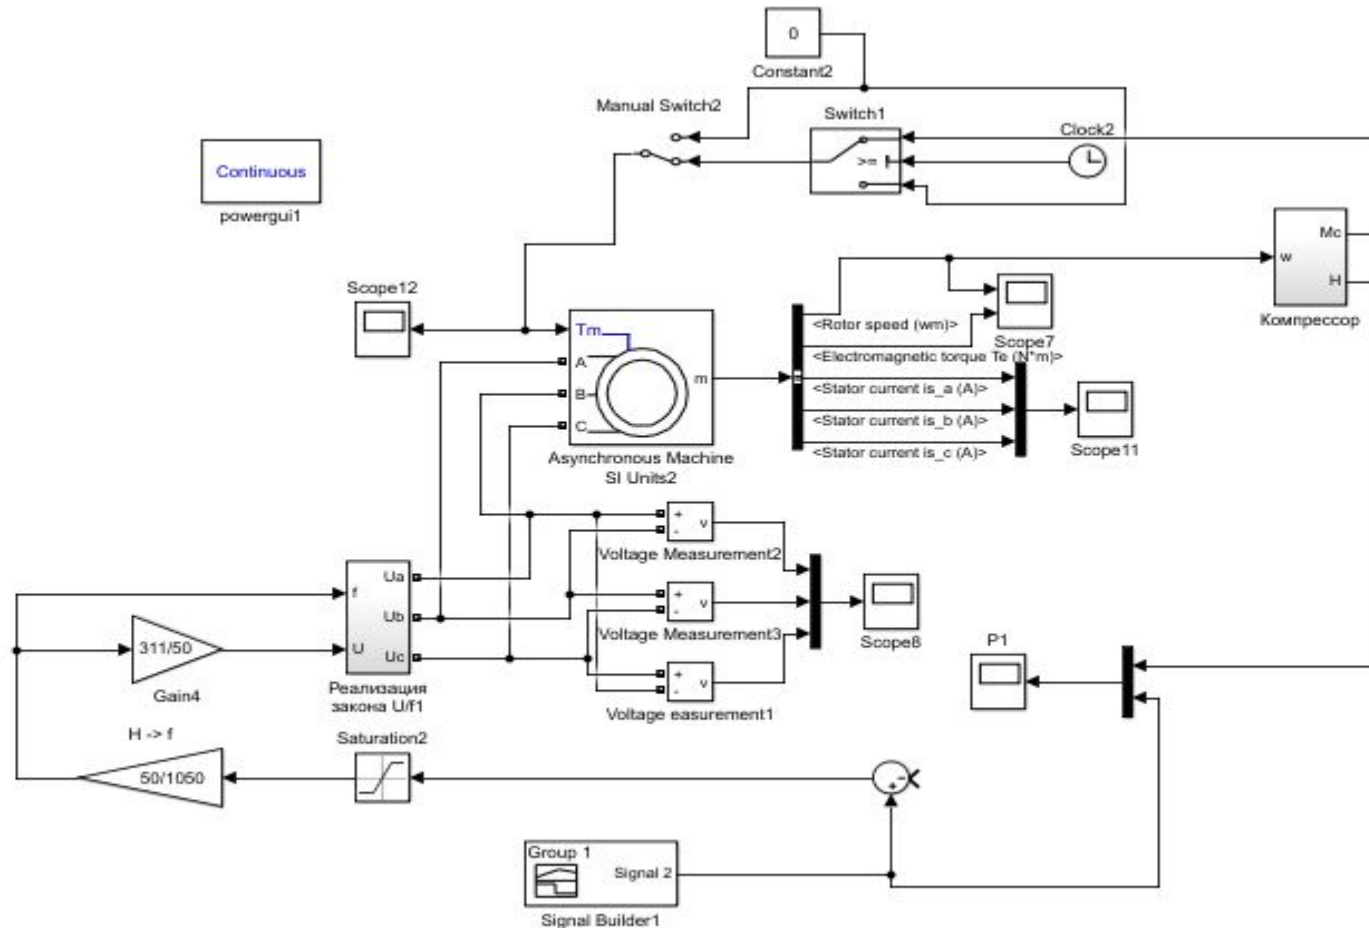 0
Constant2
Manual Switch2
Switch1
>=
Clock2
Continuous
powergui1
Mc
w
H
Компрессор
Scope12
Tm
A
B
C
m
Asynchronous Machine
SI Units2
<Rotor speed (wm)>
Scope7
<Electromagnetic torque Te (N*m)>
<Stator current is_a (A)>
<Stator current is_b (A)>
<Stator current is_c (A)>
Scope11
+
-
v
Voltage Measurement2
+
-
v
Voltage Measurement3
+
-
v
Voltage easurement1
Scope8
f
U
Ua
Ub
Uc
Реализация
закона U/f1
311/50
Gain4
P1
H -> f
50/1050
Saturation2
-
+
Group 1
Signal 2
Signal Builder1